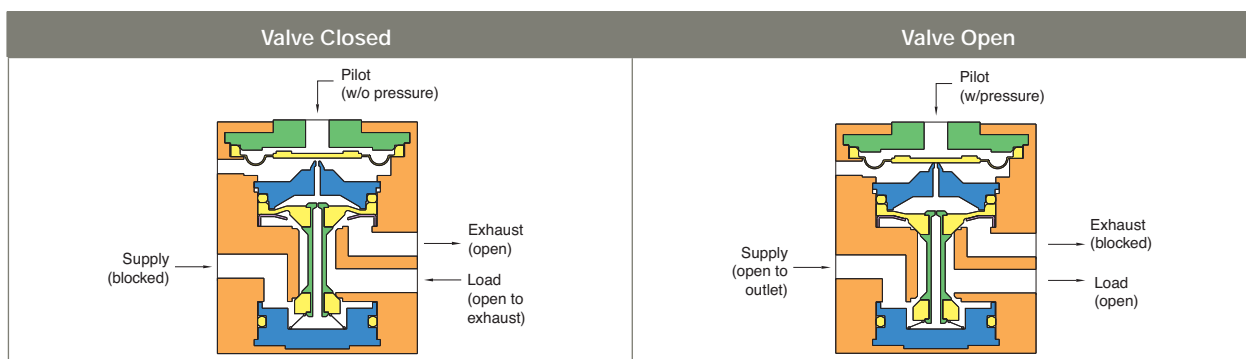 Valve Closed
Valve Open
Pilot
(w/o pressure)
Exhaust
(open)
Supply
(blocked)
Load
(open to
exhaust)
Pilot
(w/pressure)
Exhaust
(blocked)
Supply
(open to
outlet)
Load
(open)